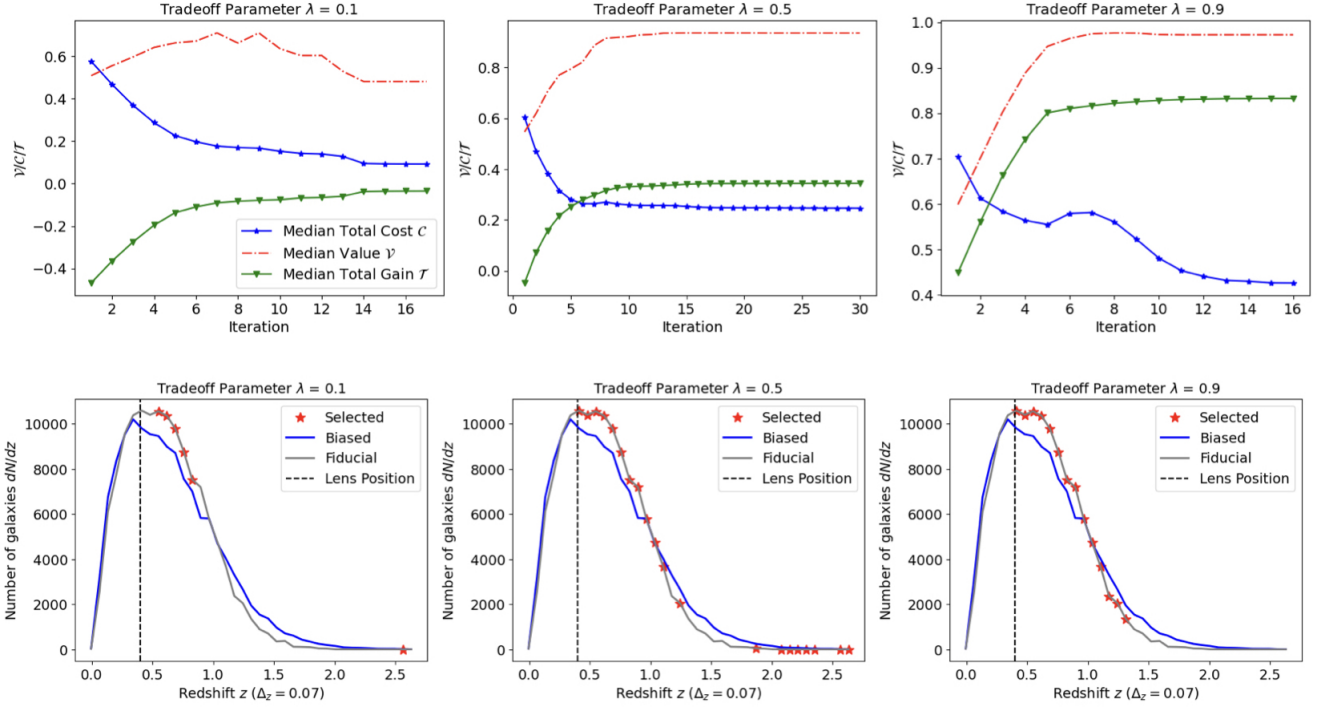 Tradeoff Parameter λ = 0.1
0.6
0.4
0.2
0.0
−0.2
−0.4
𝒱/𝒞/𝒯
2 4 6 8 10 12 14 16
Iteration
Median Total Cost 𝒞
Median Value 𝒱
Median Total Gain 𝒯
Tradeoff Parameter λ = 0.5
0.8
0.6
0.4
0.2
0.0
𝒱/𝒞/𝒯
0 5 10 15 20 25 30
Iteration
Tradeoff Parameter λ = 0.9
1.0
0.9
0.8
0.7
0.6
0.5
0.4
𝒱/𝒞/𝒯
2 4 6 8 10 12 14 16
Iteration
Tradeoff Parameter λ = 0.1
10000
8000
6000
4000
2000
0
Number of galaxies dN/dz
0.0 0.5 1.0 1.5 2.0 2.5
Redshift z (Δz = 0.07)
Selected
Biased
Fiducial
Lens Position
Tradeoff Parameter λ = 0.5
10000
8000
6000
4000
2000
0
Number of galaxies dN/dz
0.0 0.5 1.0 1.5 2.0 2.5
Redshift z (Δz = 0.07)
Selected
Biased
Fiducial
Lens Position
Tradeoff Parameter λ = 0.9
10000
8000
6000
4000
2000
0
Number of galaxies dN/dz
0.0 0.5 1.0 1.5 2.0 2.5
Redshift z (Δz = 0.07)
Selected
Biased
Fiducial
Lens Position